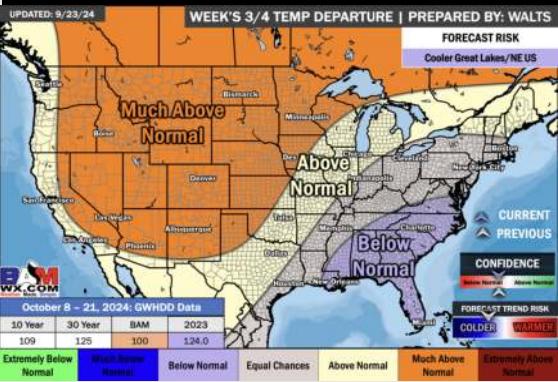 UPDATED: 9/23/24
WEEK'S 3/4 TEMP DEPARTURE | PREPARED BY: WALTS
FORECAST RISK
Cooler Great Lakes/NE US
Seattle
Bismarck
Much Above
Normal
Minneapolis
Boise
Boston
Chicago
Cleveland
New York City
Above
Normal
Indianapolis
Denver
San Francisco
Las Vegas
Tulsa
Memphis
Charlotte
CURRENT
PREVIOUS
Los Angeles
Phoenix
Albuquerque
Dallas
Below
Normal
CONFIDENCE
Below Normal
Above Normal
Houston
New Orleans
BAM
WX.COM
Weather Made Simple
FORECAST TREND RISK
COLDER
WARMER
Miami
October 8 – 21, 2024: GWHDD Data
10 Year 30 Year BAM 2023
109 125 100 124.0
Extremely Below Normal
Much Below Normal
Below Normal
Equal Chances
Above Normal
Much Above Normal
Extremely Above Normal